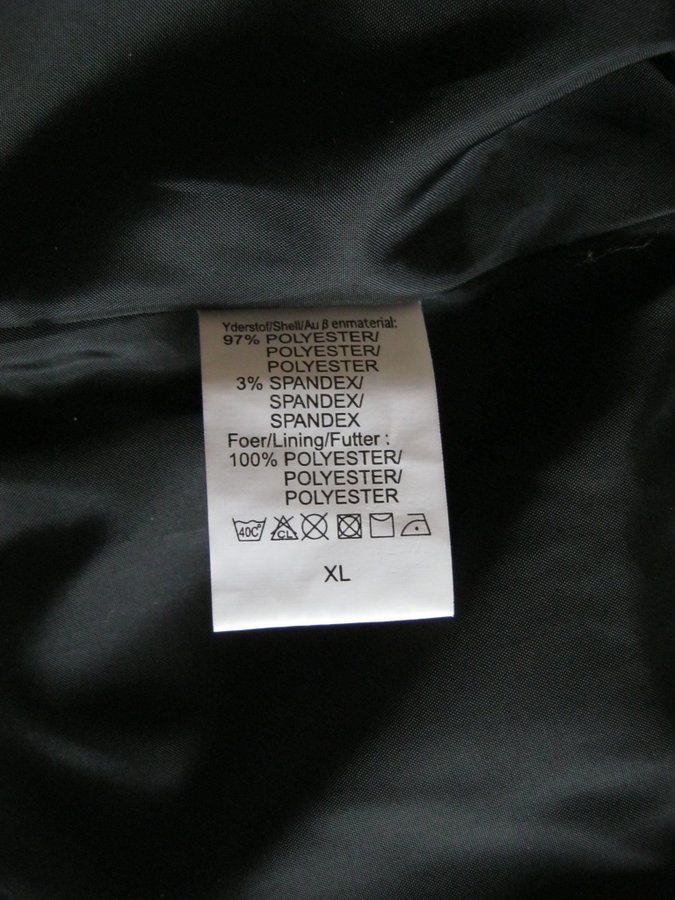 Yderstof/Shell/Au β enmaterial:
97% POLYESTER/
POLYESTER/
POLYESTER
3% SPANDEX/
SPANDEX/
SPANDEX
Foer/Lining/Futter :
100% POLYESTER/
POLYESTER/
POLYESTER
40C° CL
XL